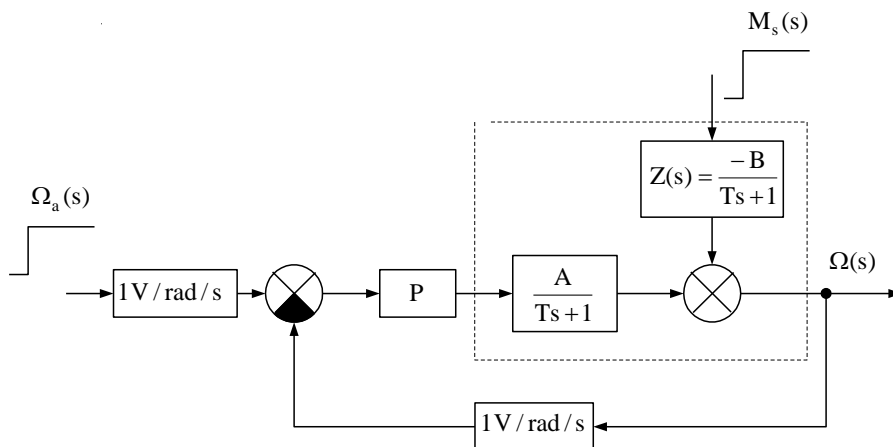 M_s(s)
Z(s) = −B / Ts + 1
Ω_a(s)
Ω(s)
1V / rad / s
P
A / Ts + 1
1V / rad / s